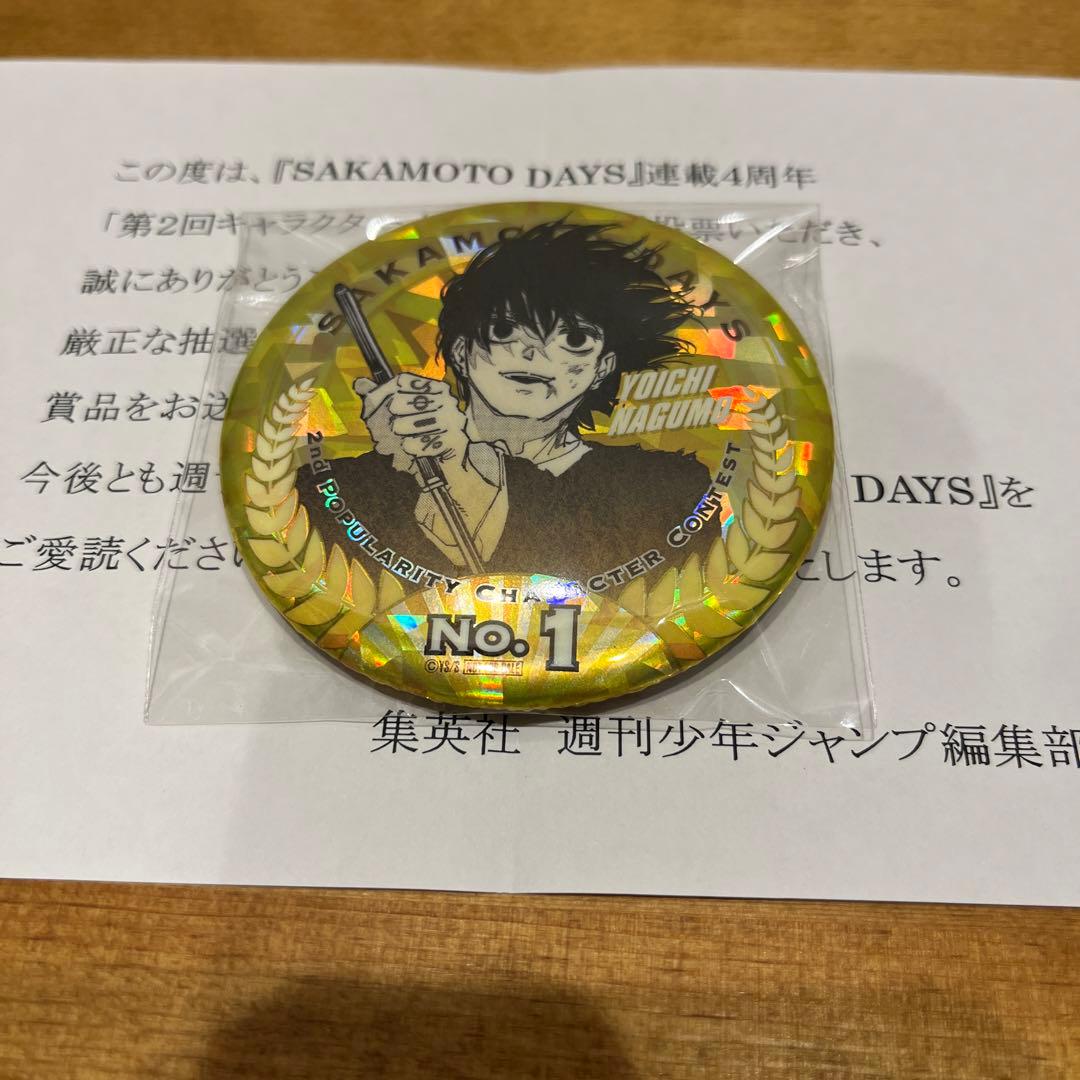 この度は、『SAKAMOTO DAYS』連載4周年
「第2回キャラクタ 投票いただき、
誠にありがとう
厳正な抽選
賞品をお送
今後とも週 DAYS』を
ご愛読くださ します。
集英社 週刊少年ジャンプ編集部
SAKAMO DAYS
YOICHI
NAGUMO
2nd POPULARITY CHARACTER CONTEST
No.1
©YS/S NOT FOR SALE